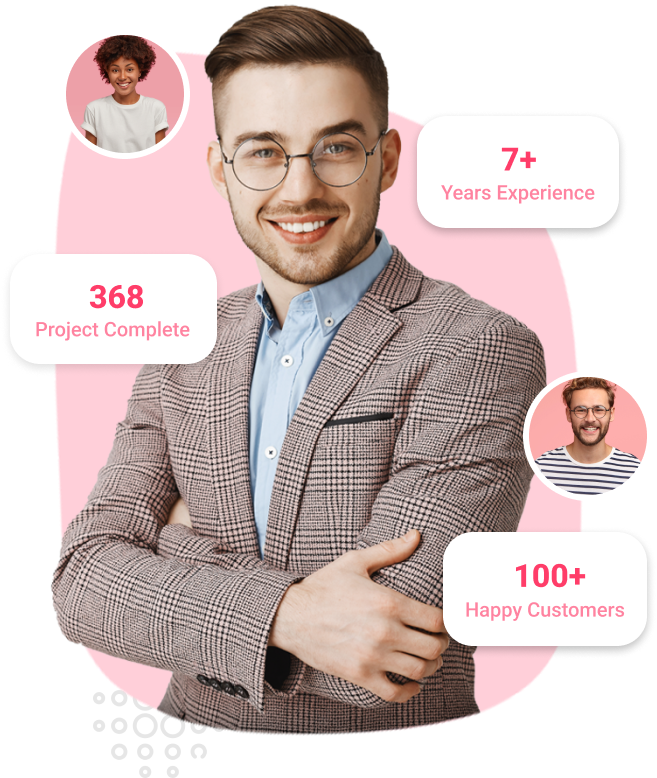 7+
Years Experience
368
Project Complete
100+
Happy Customers